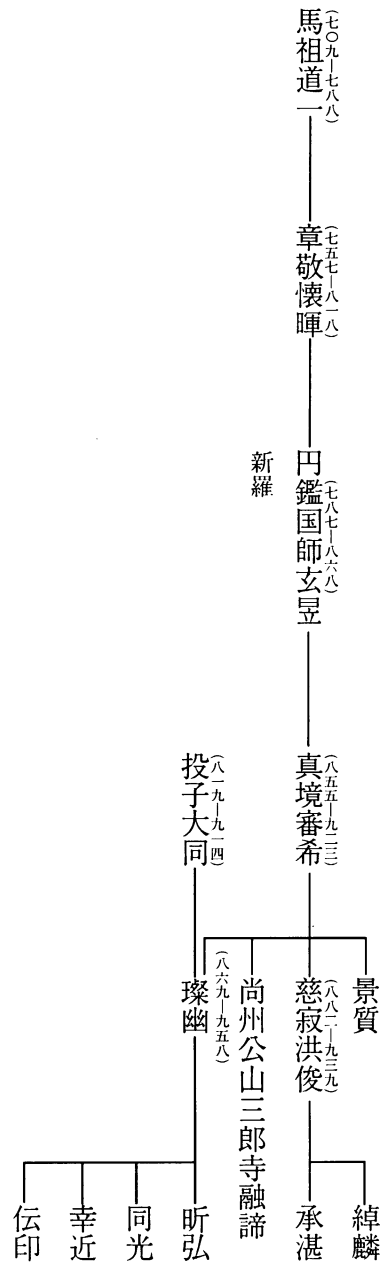 馬祖道一
(七〇九―七八八)
章敬懐暉
(七五七―八一八)
円鑑国師玄昱
(七八七―八六八)
新羅
真境審希
(八五五―九二三)
投子大同
(八一九―九一四)
景質
慈寂洪俊
(八八二―九三九)
尚州公山三郎寺融諦
璨幽
(八六九―九五八)
綽麟
承湛
昕弘
同光
幸近
伝印